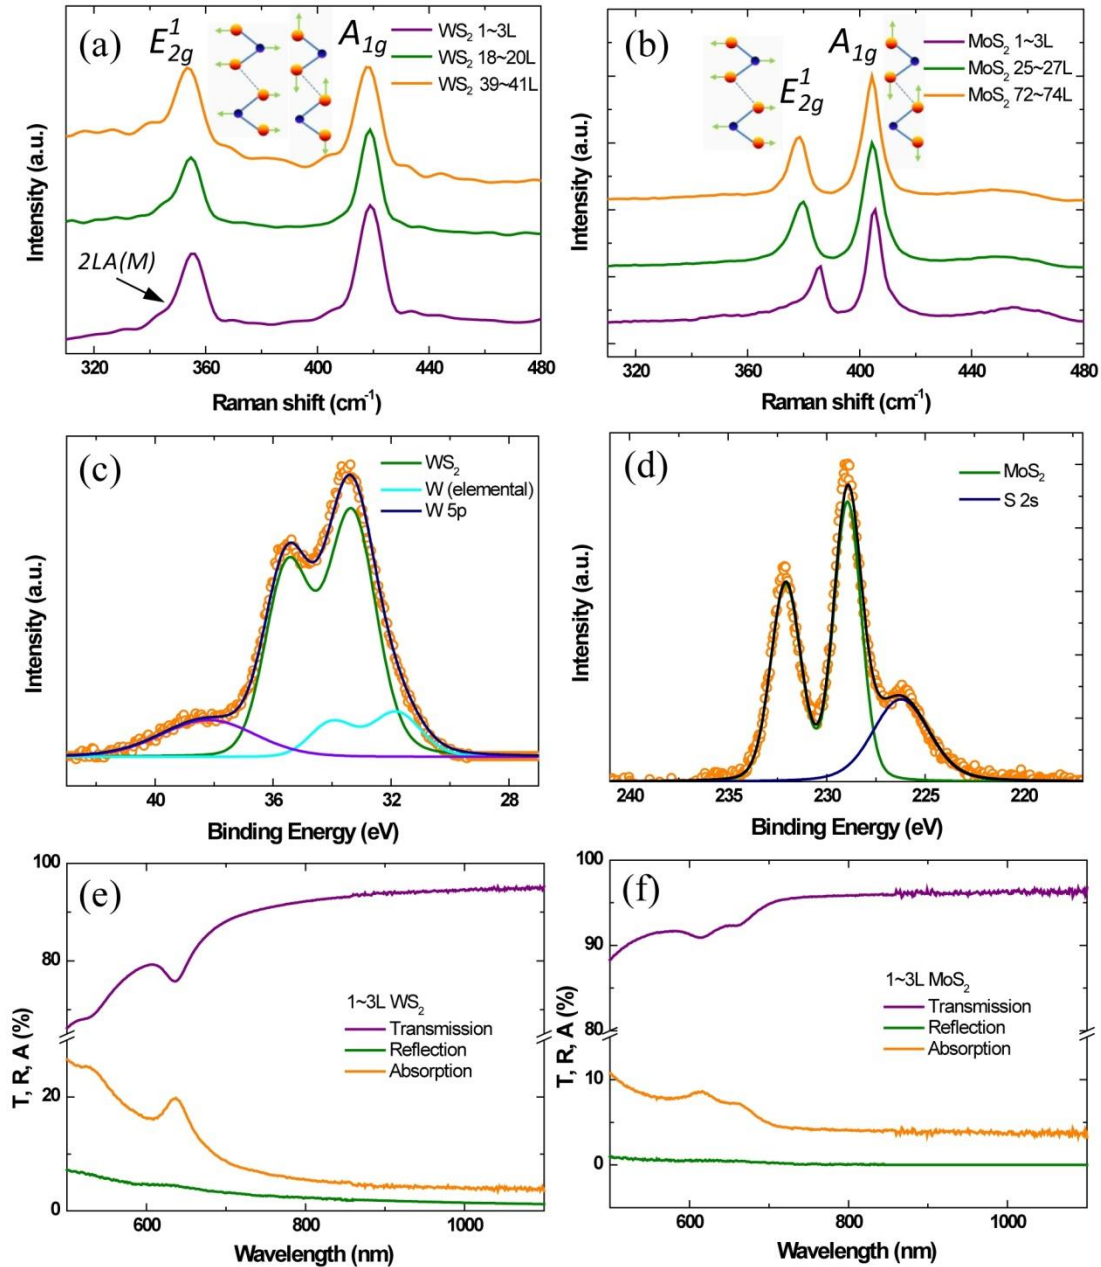 (a)
E¹₂g
A₁g
WS₂ 1~3L
WS₂ 18~20L
WS₂ 39~41L
2LA(M)
Intensity (a.u.)
320 360 400 440 480
Raman shift (cm⁻¹)
(b)
E¹₂g
A₁g
MoS₂ 1~3L
MoS₂ 25~27L
MoS₂ 72~74L
Intensity (a.u.)
320 360 400 440 480
Raman shift (cm⁻¹)
(c)
WS₂
W (elemental)
W 5p
Intensity (a.u.)
40 36 32 28
Binding Energy (eV)
(d)
MoS₂
S 2s
Intensity (a.u.)
240 235 230 225 220
Binding Energy (eV)
(e)
100
80
20
0
T, R, A (%)
1~3L WS₂
Transmission
Reflection
Absorption
600 800 1000
Wavelength (nm)
(f)
100
90
80
10
0
T, R, A (%)
1~3L MoS₂
Transmission
Reflection
Absorption
600 800 1000
Wavelength (nm)